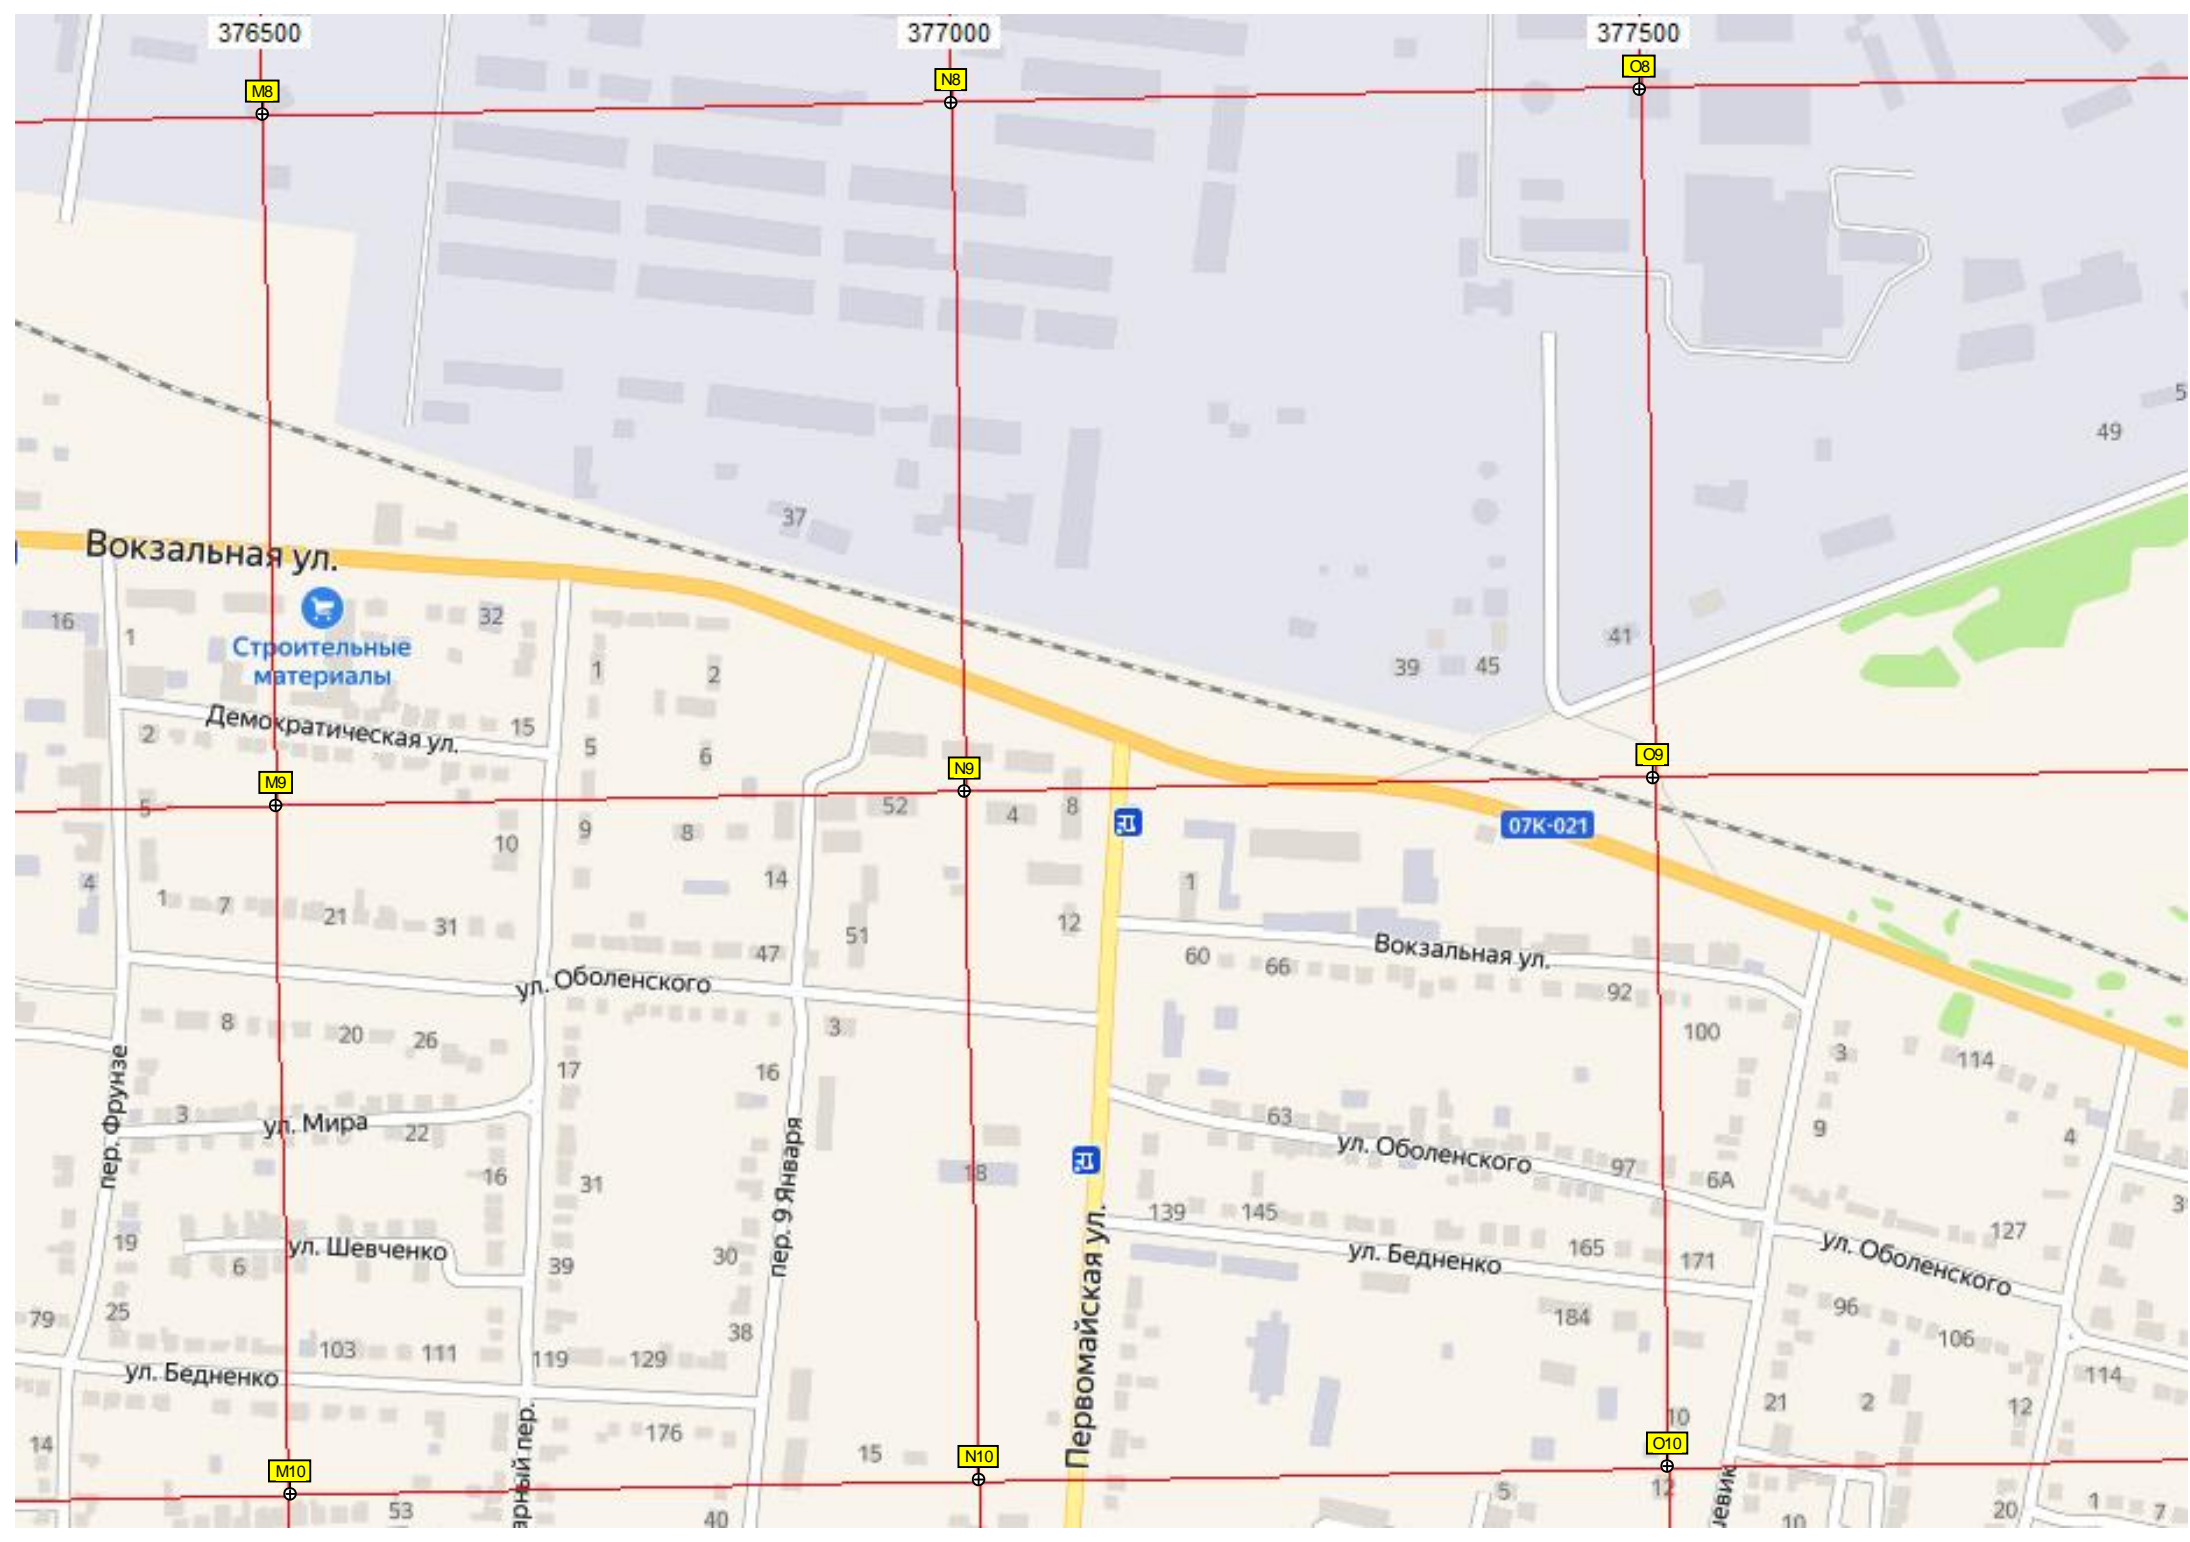 376500 377000 377500
M8 N8 O8
49
37
Вокзальная ул.
16 1 32
Строительные
материалы
1 2 39 45 41
Демократическая ул.
2 15 5 6
M9 N9 O9
5 10 9 8 52 4 8
07К-021
4 1 7 21 31 14 51 47 12 1
ул. Оболенского
60 66 Вокзальная ул. 92
100
8 20 26 17 3 16
3 114
пер. Фрунзе
3 ул. Мира 22
63 ул. Оболенского 97 6А
9 4
16 31 18
пер. 9 Января
139 145 165 171
ул. Бедненко
127
ул. Оболенского
19 6 ул. Шевченко 39 30
Первомайская ул.
79 25 38
184 96 106
103 111 119 129
114
ул. Бедненко
14 176 15
10 21 2 12
арный пер.
M10 N10 O10
53 40 5 12
10 20 1 7